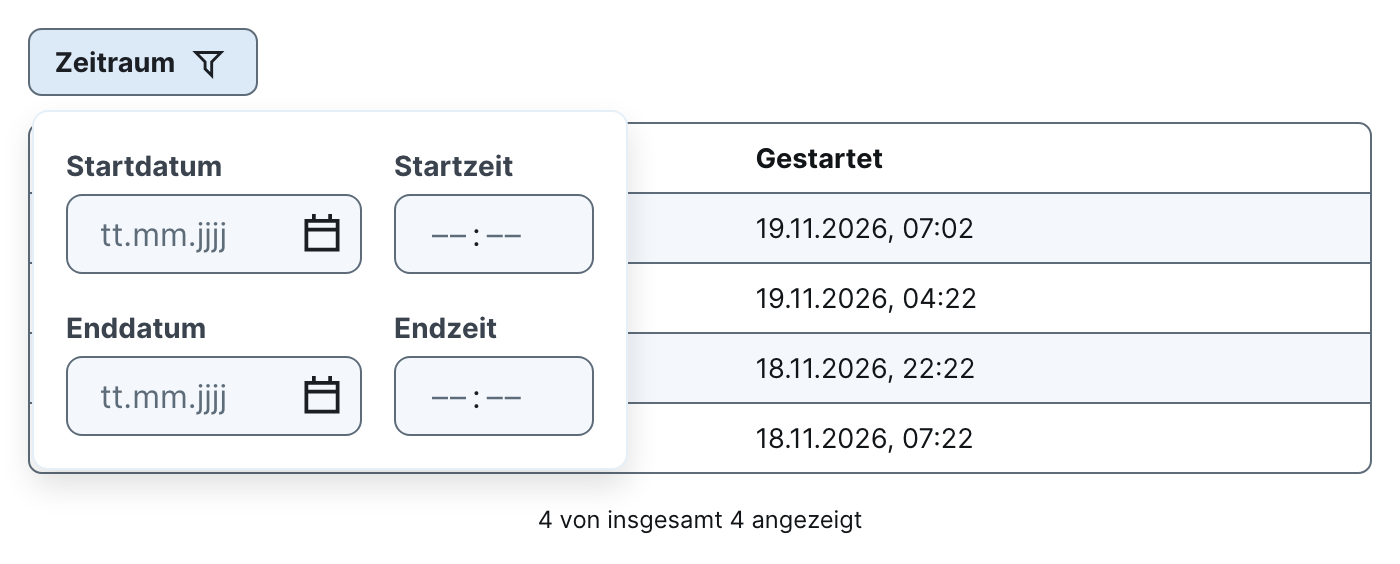 Zeitraum
Startdatum Startzeit
tt.mm.jjjj --:--
Enddatum Endzeit
tt.mm.jjjj --:--
Gestartet
19.11.2026, 07:02
19.11.2026, 04:22
18.11.2026, 22:22
18.11.2026, 07:22
4 von insgesamt 4 angezeigt